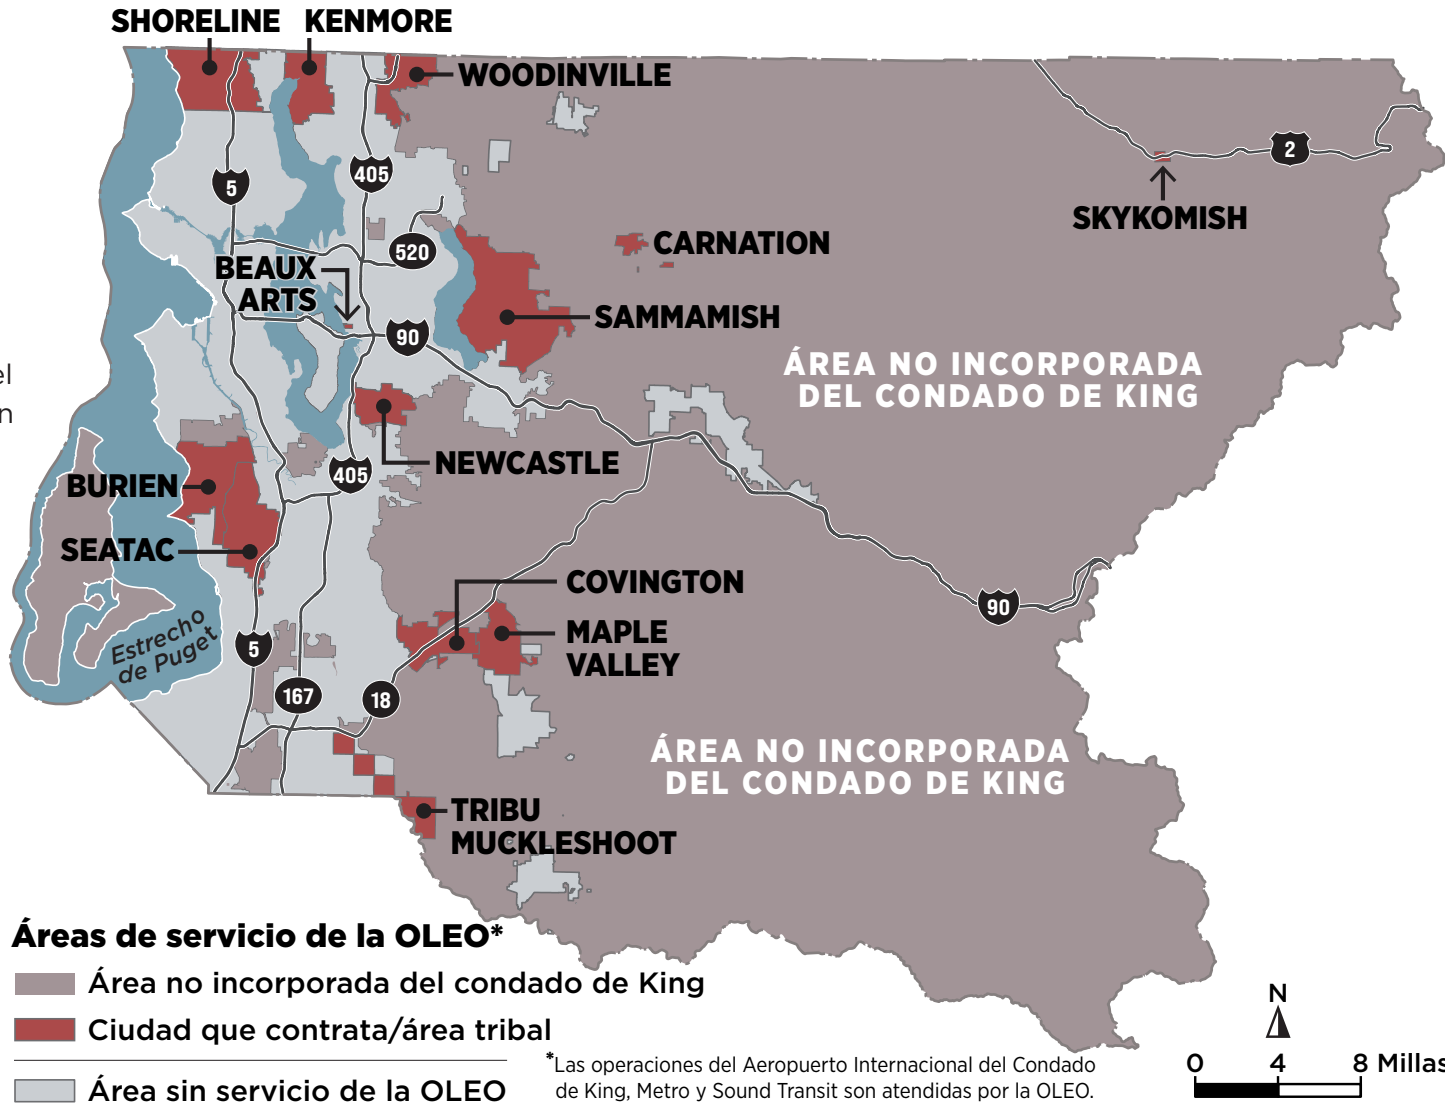 SHORELINE KENMORE
WOODINVILLE
5
405
2
SKYKOMISH
520
CARNATION
BEAUX
ARTS
SAMMAMISH
90
ÁREA NO INCORPORADA
DEL CONDADO DE KING
el
n
NEWCASTLE
405
BURIEN
SEATAC
COVINGTON
90
MAPLE
VALLEY
Estrecho
de Puget
5
167
18
ÁREA NO INCORPORADA
DEL CONDADO DE KING
TRIBU
MUCKLESHOOT
Áreas de servicio de la OLEO*
Área no incorporada del condado de King
Ciudad que contrata/área tribal
Área sin servicio de la OLEO
*Las operaciones del Aeropuerto Internacional del Condado
de King, Metro y Sound Transit son atendidas por la OLEO.
N
0 4 8 Millas